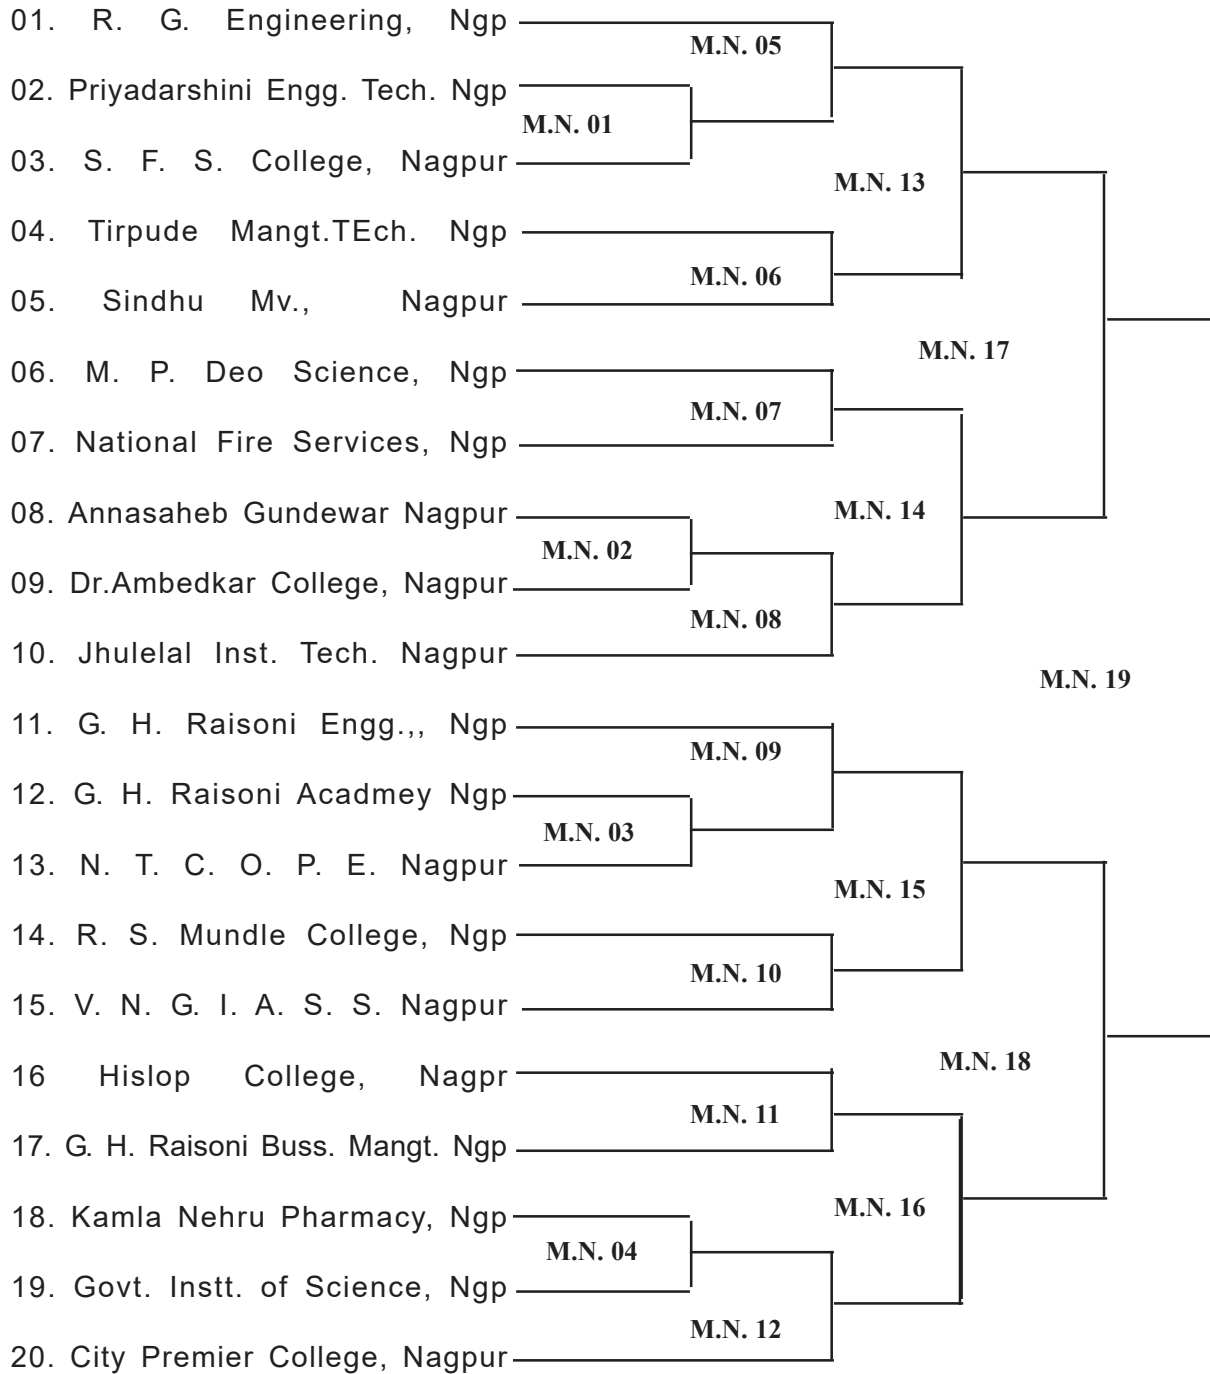 01. R. G. Engineering, Ngp
M.N. 05
02. Priyadarshini Engg. Tech. Ngp
M.N. 01
03. S. F. S. College, Nagpur
M.N. 13
04. Tirpude Mangt.TEch. Ngp
M.N. 06
05. Sindhu Mv., Nagpur
M.N. 17
06. M. P. Deo Science, Ngp
M.N. 07
07. National Fire Services, Ngp
08. Annasaheb Gundewar Nagpur
M.N. 14
M.N. 02
09. Dr.Ambedkar College, Nagpur
M.N. 08
10. Jhulelal Inst. Tech. Nagpur
M.N. 19
11. G. H. Raisoni Engg.,, Ngp
M.N. 09
12. G. H. Raisoni Acadmey Ngp
M.N. 03
13. N. T. C. O. P. E. Nagpur
M.N. 15
14. R. S. Mundle College, Ngp
M.N. 10
15. V. N. G. I. A. S. S. Nagpur
M.N. 18
16 Hislop College, Nagpr
M.N. 11
17. G. H. Raisoni Buss. Mangt. Ngp
M.N. 16
18. Kamla Nehru Pharmacy, Ngp
M.N. 04
19. Govt. Instt. of Science, Ngp
M.N. 12
20. City Premier College, Nagpur